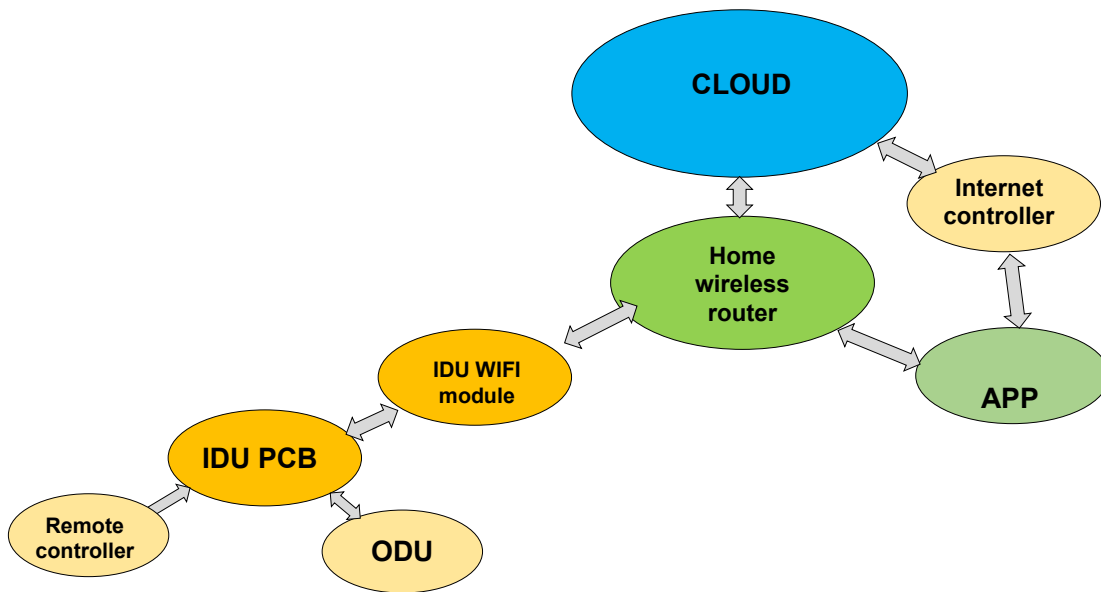 CLOUD
Internet
controller
Home
wireless
router
IDU WIFI
module
APP
IDU PCB
Remote
controller
ODU